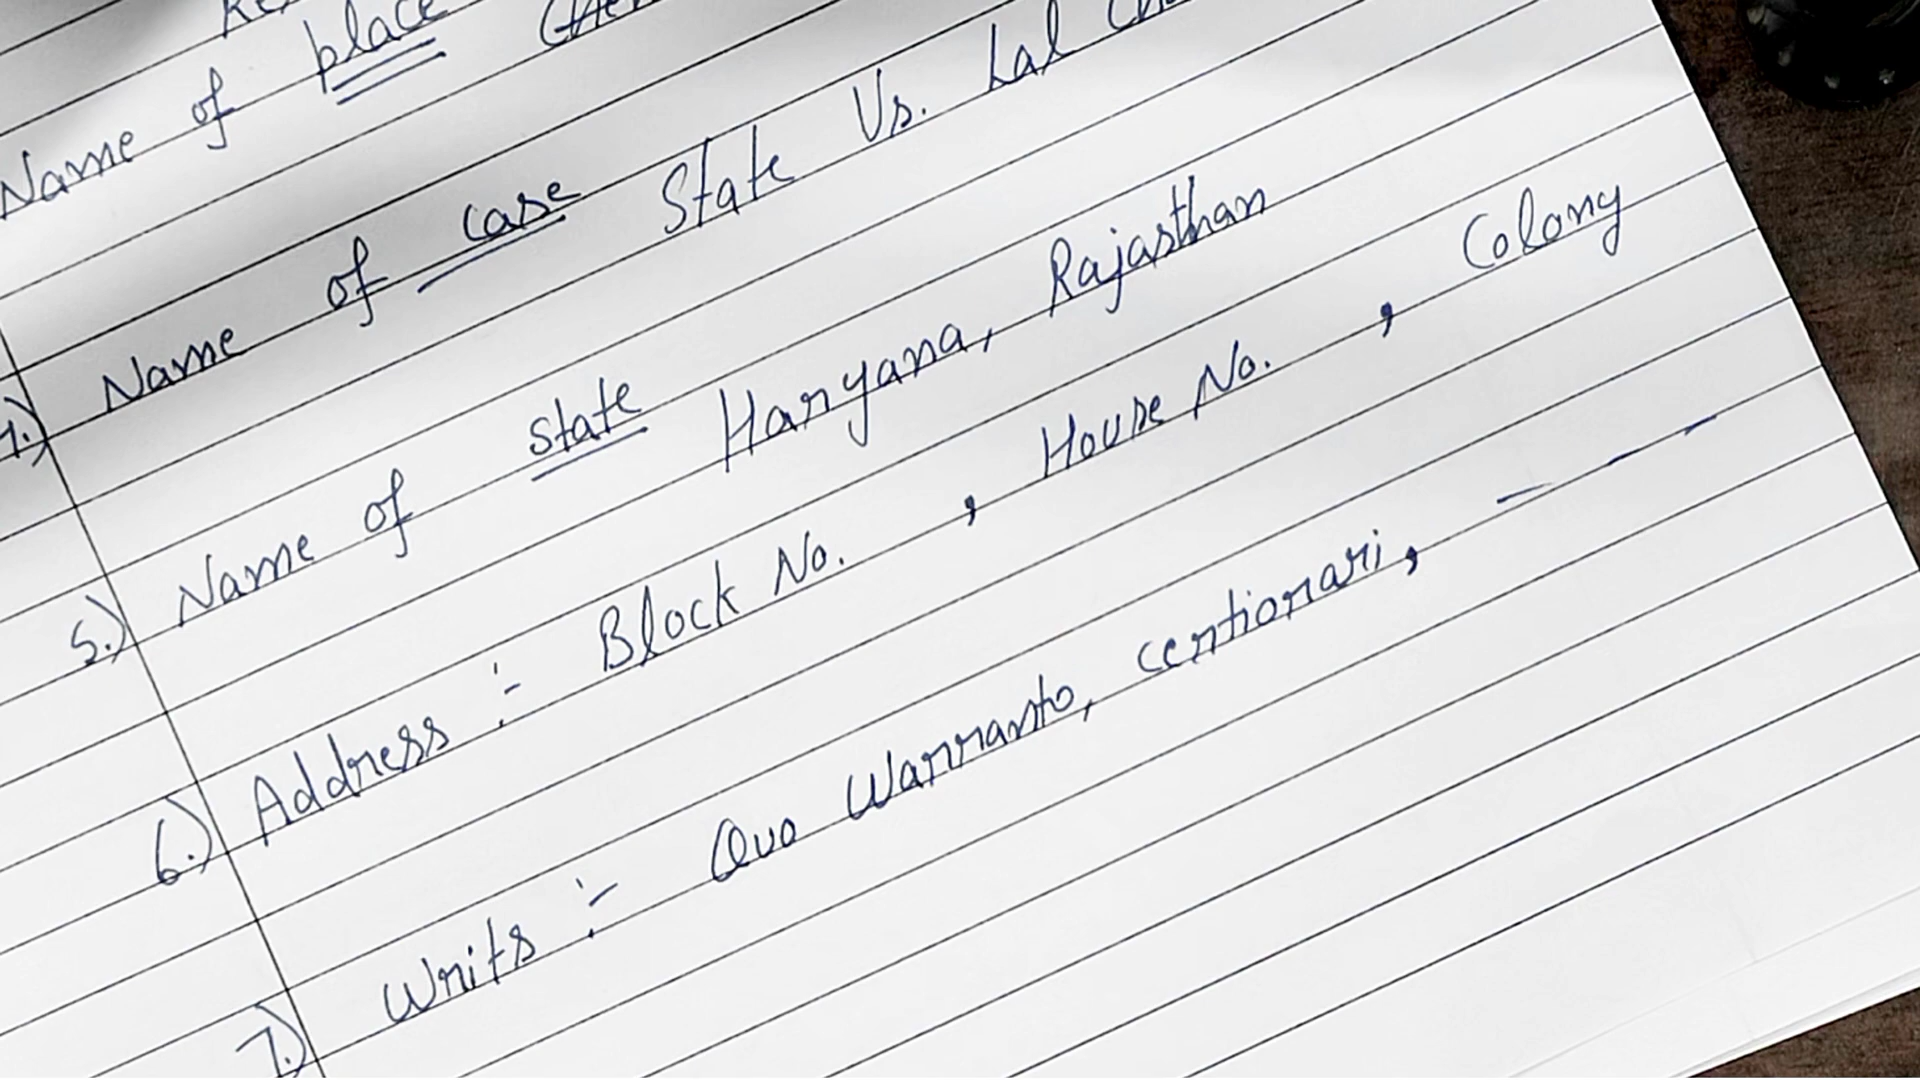 Name of place
4.) Name of case State Vs. Lal
5.) Name of state Haryana, Rajasthan
6.) Address :- Block No. , House No. , Colony
7.) Writs :- Quo Warranto, certiorari, — — —